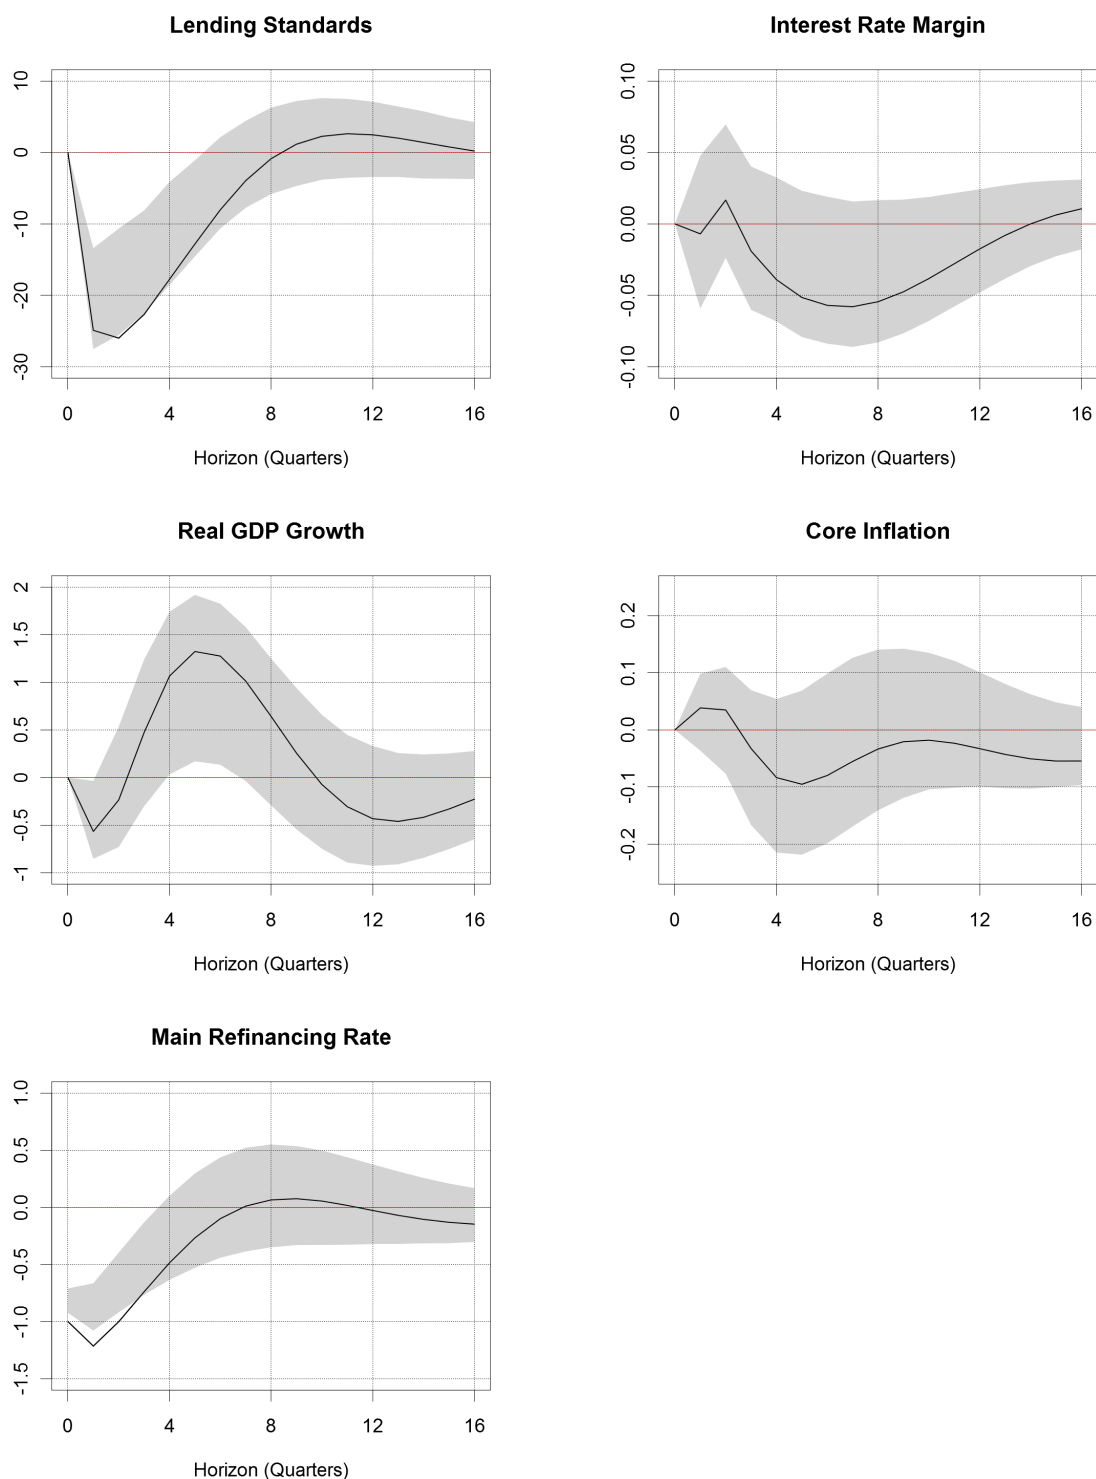 Lending Standards
10
0
-10
-20
-30
0 4 8 12 16
Horizon (Quarters)
Interest Rate Margin
0.10
0.05
0.00
-0.05
-0.10
0 4 8 12 16
Horizon (Quarters)
Real GDP Growth
2
1.5
1
0.5
0
-0.5
-1
0 4 8 12 16
Horizon (Quarters)
Core Inflation
0.2
0.1
0.0
-0.1
-0.2
0 4 8 12 16
Horizon (Quarters)
Main Refinancing Rate
1.0
0.5
0.0
-0.5
-1.0
-1.5
0 4 8 12 16
Horizon (Quarters)